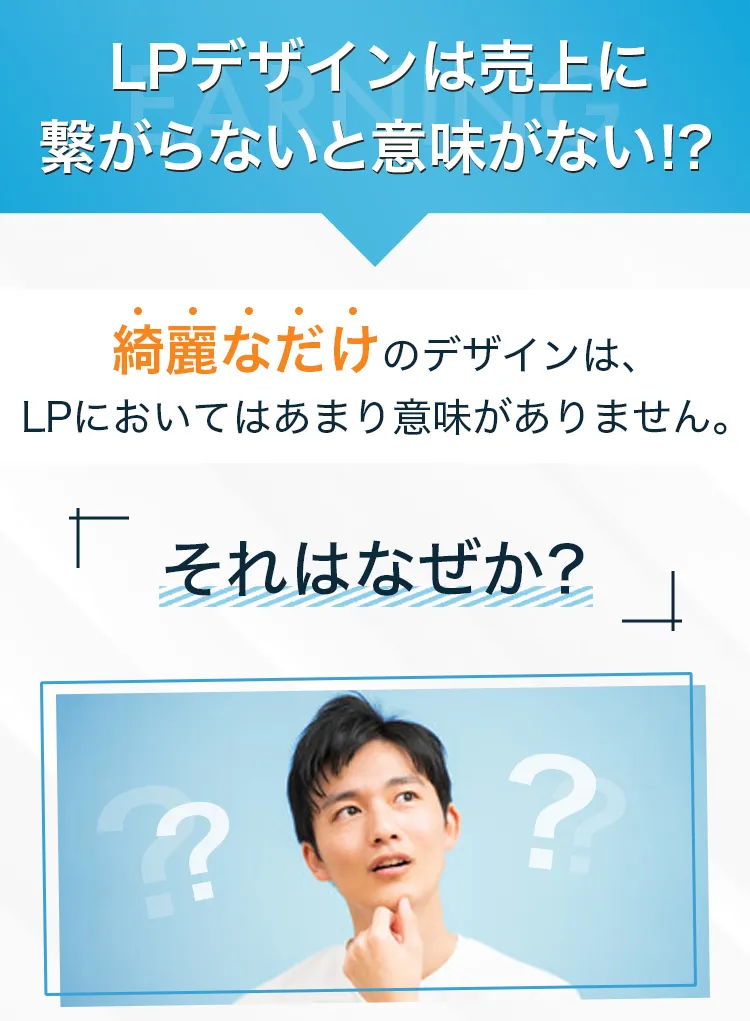 EARNING
LPデザインは売上に
繋がらないと意味がない!?
綺麗なだけのデザインは、
LPにおいてはあまり意味がありません。
それはなぜか?
? ? ? ?